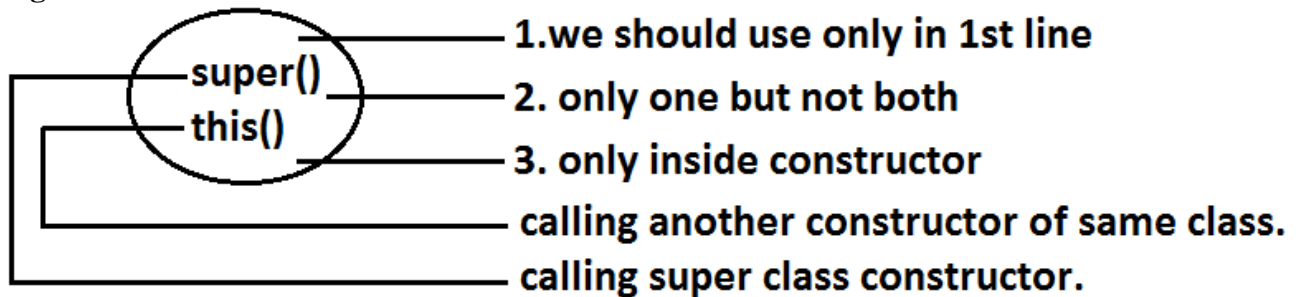 1.we should use only in 1st line
super()
2. only one but not both
this()
3. only inside constructor
calling another constructor of same class.
calling super class constructor.